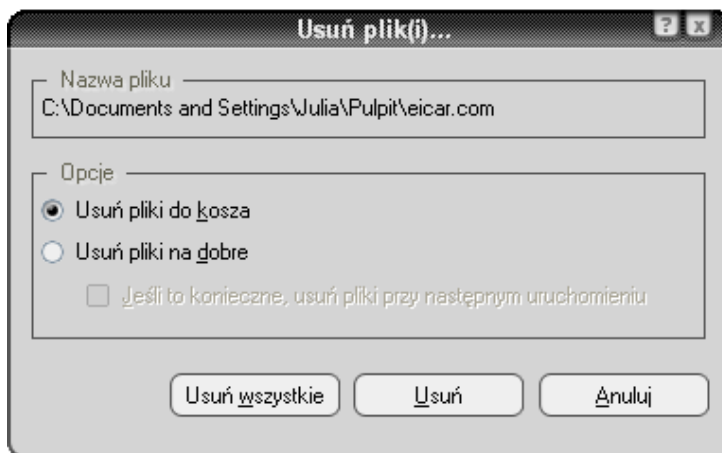 Usuń plik(i)...
Nazwa pliku
C:\Documents and Settings\Julia\Pulpit\eicar.com
Opcje
Usuń pliki do kosza
Usuń pliki na dobre
Jeśli to konieczne, usuń pliki przy następnym uruchomieniu
Usuń wszystkie Usuń Anuluj